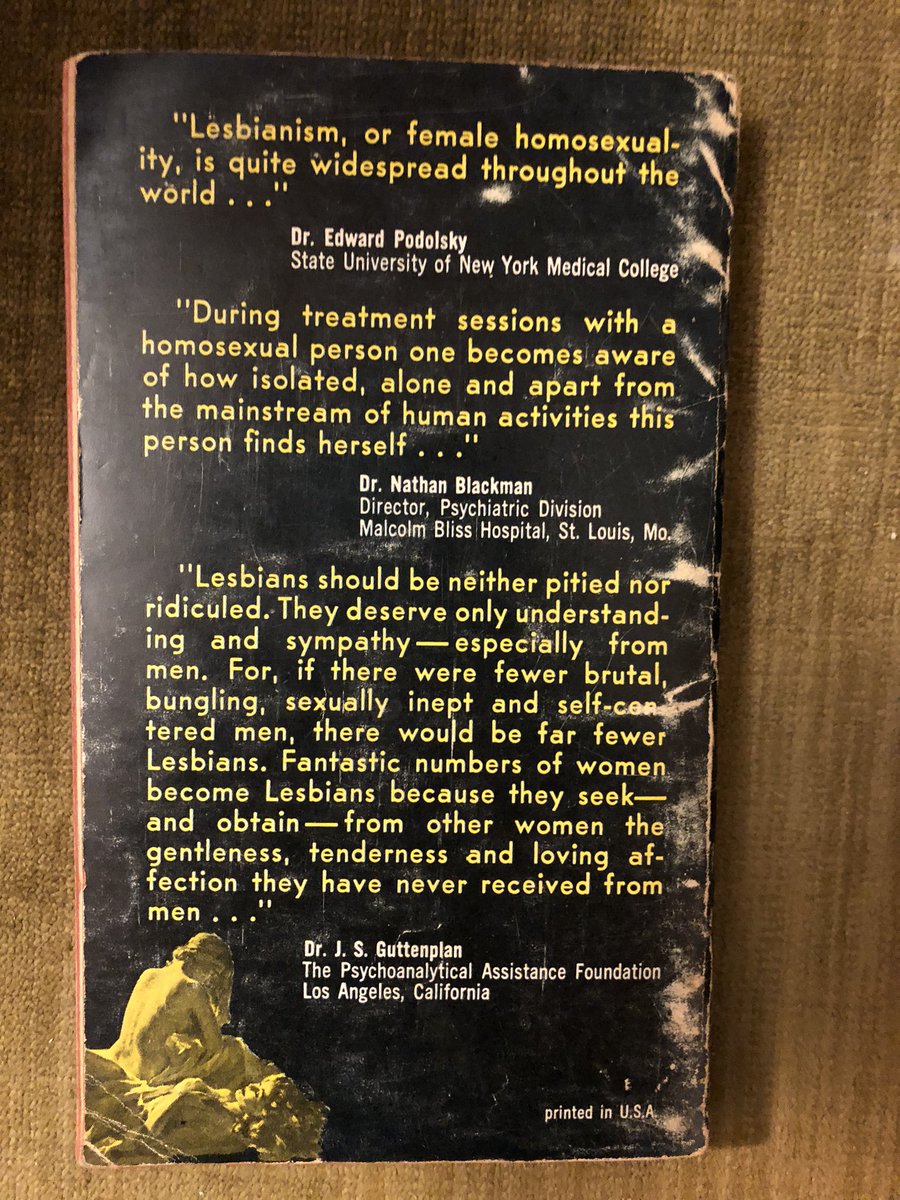 "Lesbianism, or female homosexual-
ity, is quite widespread throughout the
world . . ."
Dr. Edward Podolsky
State University of New York Medical College
"During treatment sessions with a
homosexual person one becomes aware
of how isolated, alone and apart from
the mainstream of human activities this
person finds herself . . ."
Dr. Nathan Blackman
Director, Psychiatric Division
Malcolm Bliss Hospital, St. Louis, Mo.
"Lesbians should be neither pitied nor
ridiculed. They deserve only understand-
ing and sympathy—especially from
men. For, if there were fewer brutal,
bungling, sexually inept and self-cen-
tered men, there would be far fewer
Lesbians. Fantastic numbers of women
become Lesbians because they seek—
and obtain—from other women the
gentleness, tenderness and loving af-
fection they have never received from
men . . ."
Dr. J. S. Guttenplan
The Psychoanalytical Assistance Foundation
Los Angeles, California
printed in U.S.A.